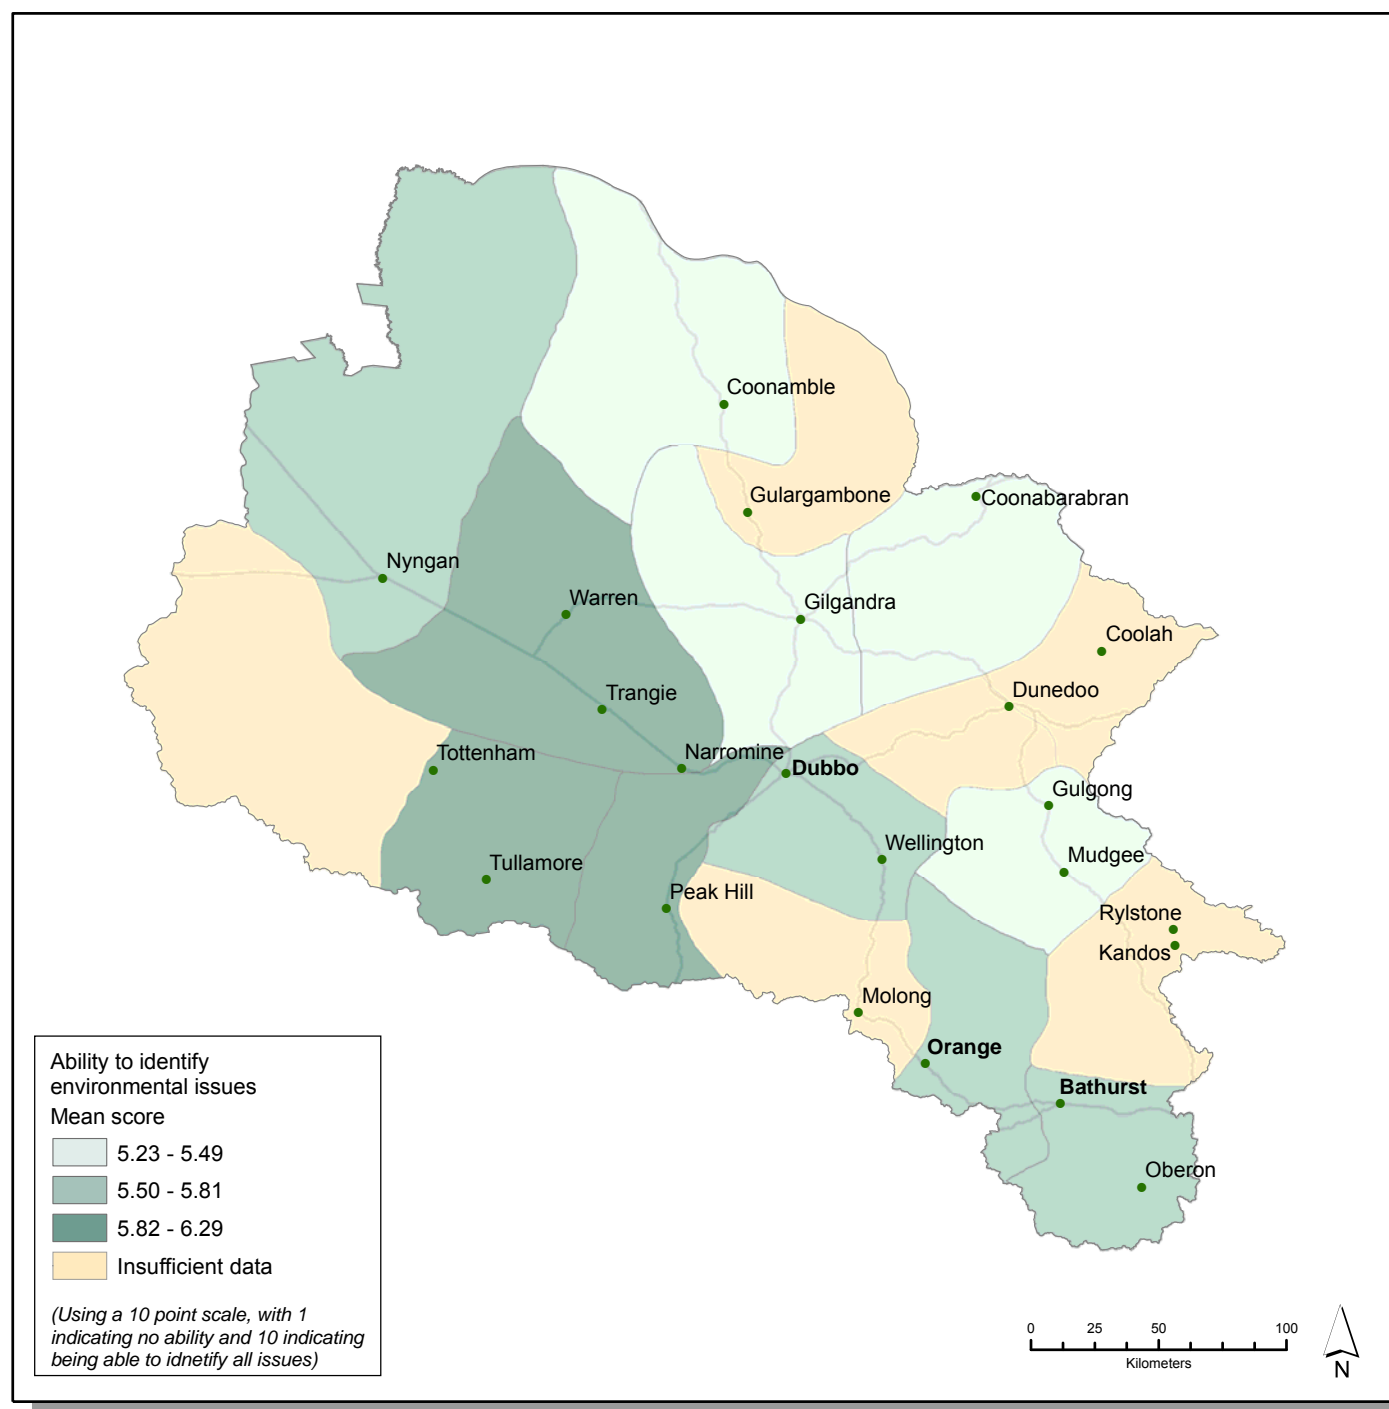 Coonamble
Gulargambone
Coonabarabran
Nyngan
Warren
Gilgandra
Coolah
Trangie
Dunedoo
Tottenham
Narromine
Dubbo
Gulgong
Wellington
Mudgee
Tullamore
Peak Hill
Rylstone
Kandos
Molong
Orange
Bathurst
Oberon
Ability to identify
environmental issues
Mean score
5.23 - 5.49
5.50 - 5.81
5.82 - 6.29
Insufficient data
(Using a 10 point scale, with 1
indicating no ability and 10 indicating
being able to idnetify all issues)
0 25 50 100
Kilometers
N